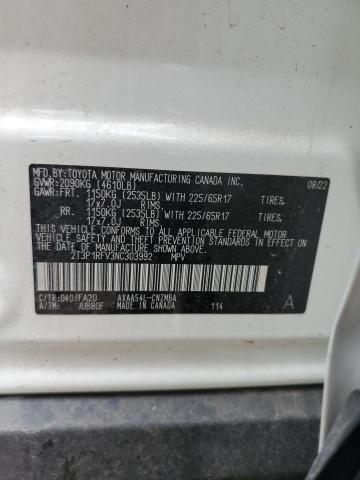 MFD.BY:TOYOTA MOTOR MANUFACTURING CANADA INC. 08/22
GVWR:2090KG (4610LB)
GAWR:FRT. 1150KG (2535LB) WITH 225/65R17 TIRES,
17x7.0J RIMS,
RR. 1150KG (2535LB) WITH 225/65R17 TIRES,
17x7.0J RIMS,
THIS VEHICLE CONFORMS TO ALL APPLICABLE FEDERAL MOTOR
VEHICLE SAFETY STANDARDS IN EFFECT ON THE DATE OF
MANUFACTURE SHOWN ABOVE.
2T3P1RFV3NC303992 MPV
C/TR:040/FA20 AXAA54L-CNZMBA A
A/TM: /UB80F MADE IN CANADA 114